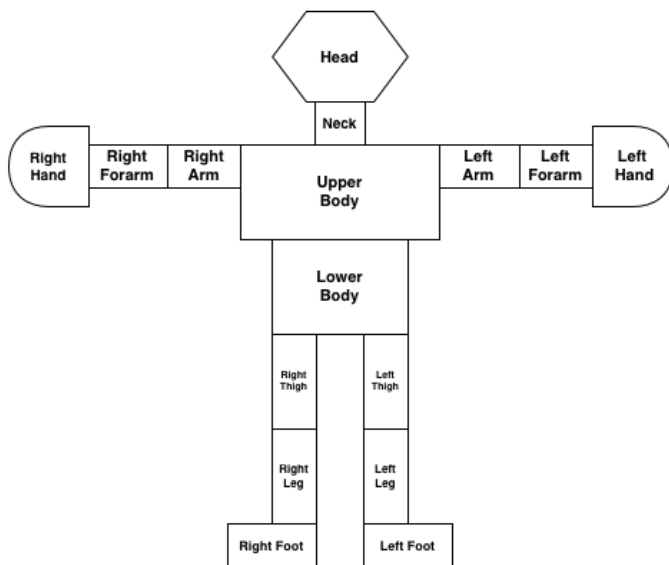 Head
Neck
Right
Hand
Right
Forarm
Right
Arm
Upper
Body
Left
Arm
Left
Forarm
Left
Hand
Lower
Body
Right
Thigh
Left
Thigh
Right
Leg
Left
Leg
Right Foot
Left Foot